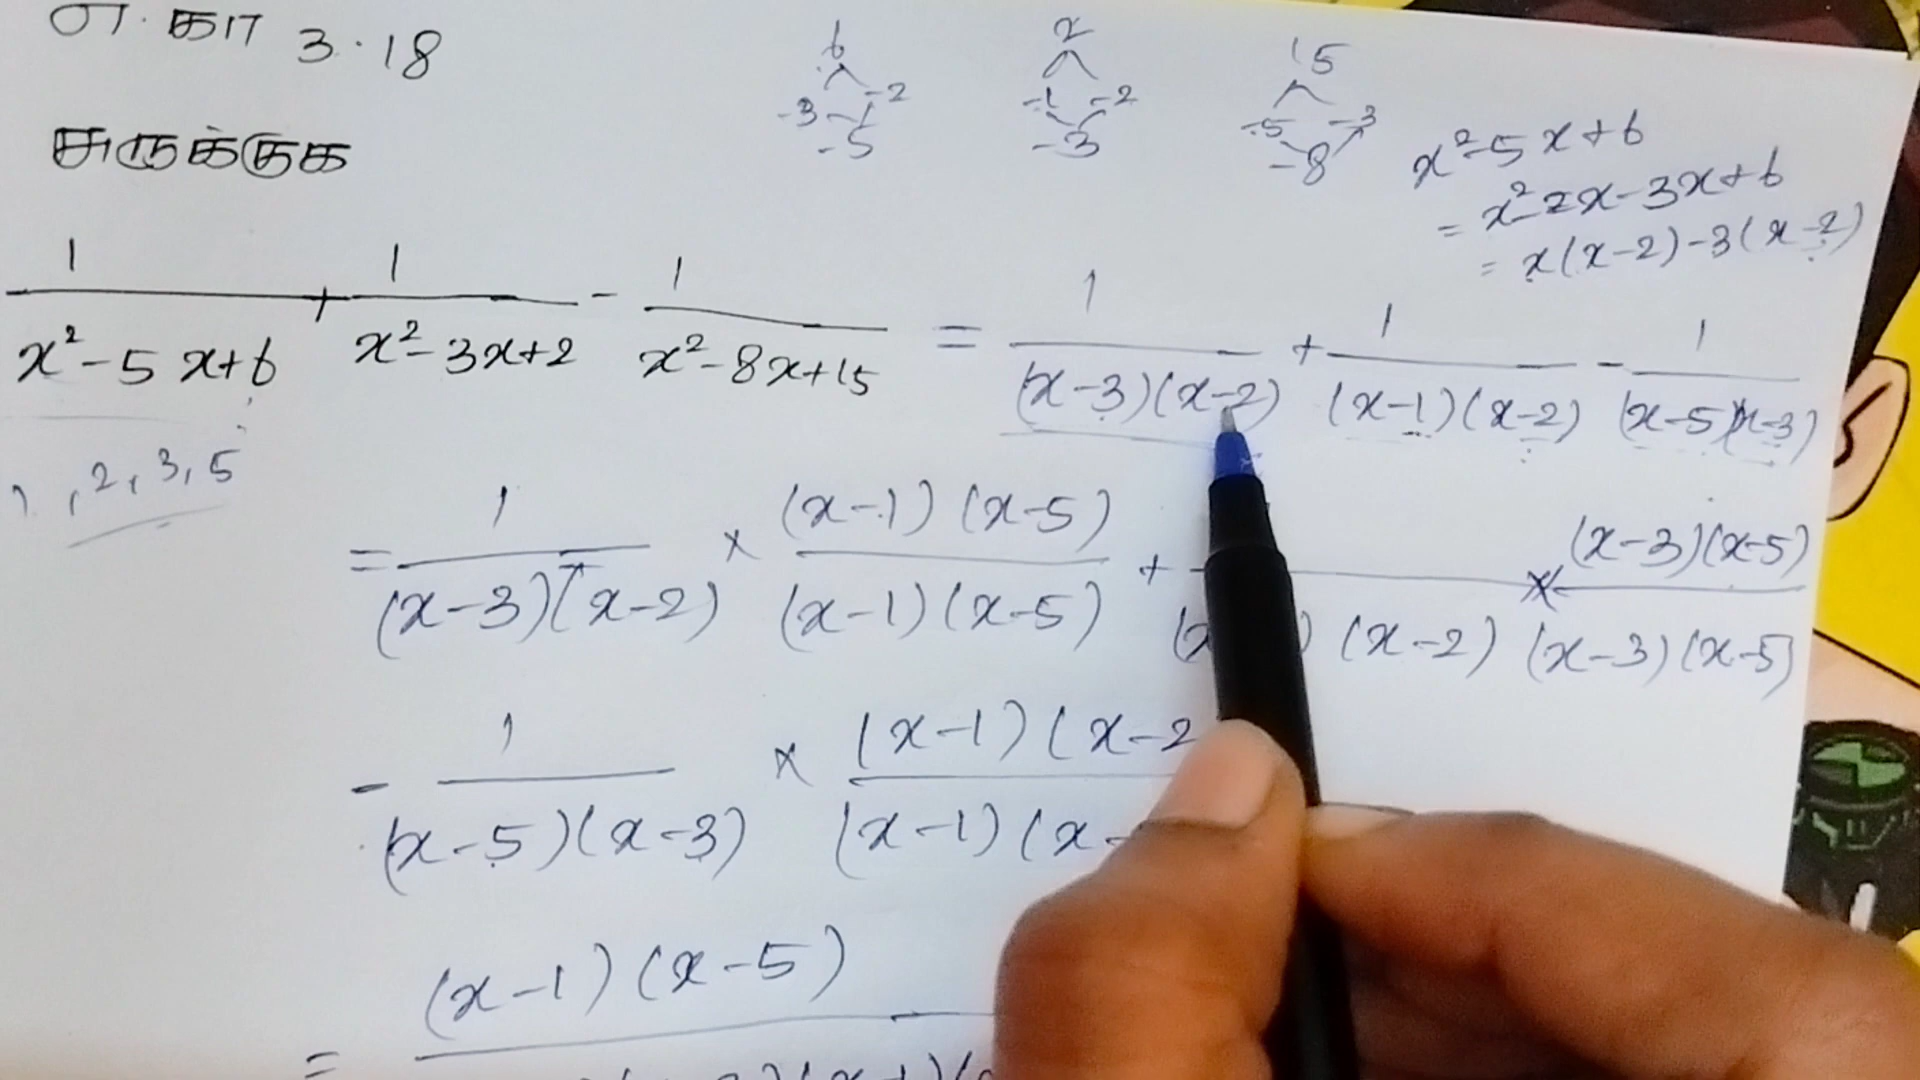 எ.கா 3.18
சுருக்குக
6
-3 -2
-5
2
-1 -2
-3
15
-5 -3
-8
x²-5x+6
= x²-2x-3x+6
= x(x-2)-3(x-2)
1/(x²-5x+6) + 1/(x²-3x+2) - 1/(x²-8x+15) = 1/((x-3)(x-2)) + 1/((x-1)(x-2)) - 1/((x-5)(x-3))
1, 2, 3, 5
= 1/((x-3)(x-2)) × ((x-1)(x-5))/((x-1)(x-5)) + (x-2) × ((x-3)(x-5))/((x-3)(x-5))
- 1/((x-5)(x-3)) × (x-1)(x-2 / (x-1)(x-
= (x-1)(x-5)